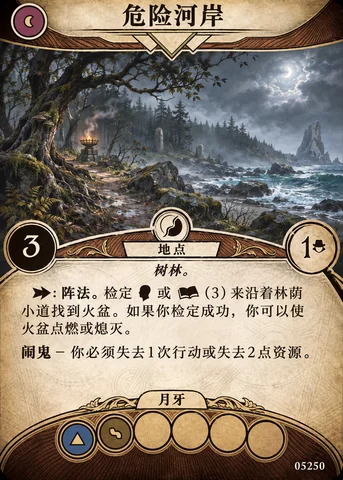 危险河岸
3
1
地点
树林。
：阵法。检定 或 (3) 来沿着林荫
小道找到火盆。如果你检定成功，你可以使
火盆点燃或熄灭。
闹鬼 – 你必须失去1次行动或失去2点资源。
月牙
05250